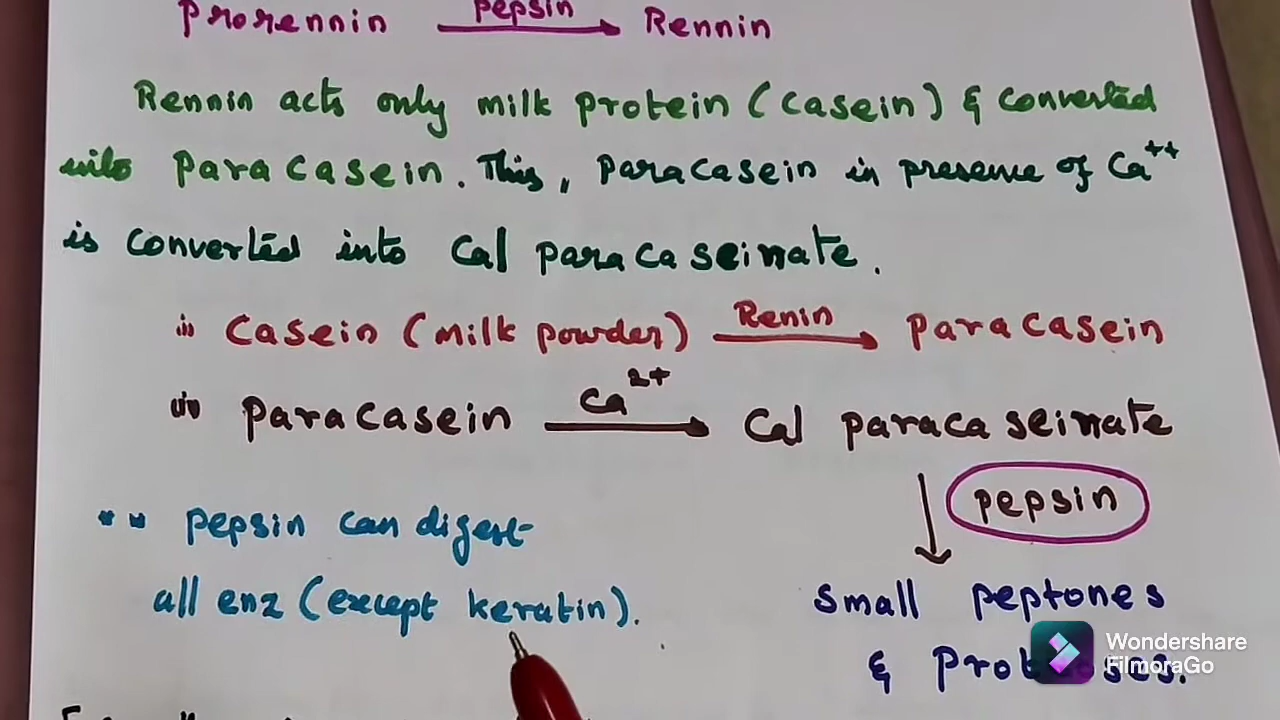 Prorennin pepsin Rennin
Rennin acts only milk protein (casein) & converted
into paracasein. This, paracasein in presence of Ca++
is converted into Cal paracaseinate.
ii Casein (milk powder) Renin paracasein
iii paracasein Ca2+ Cal paracaseinate
pepsin
** pepsin can digest
all enz (except keratin).
small peptones
&
Wondershare
FilmoraGo